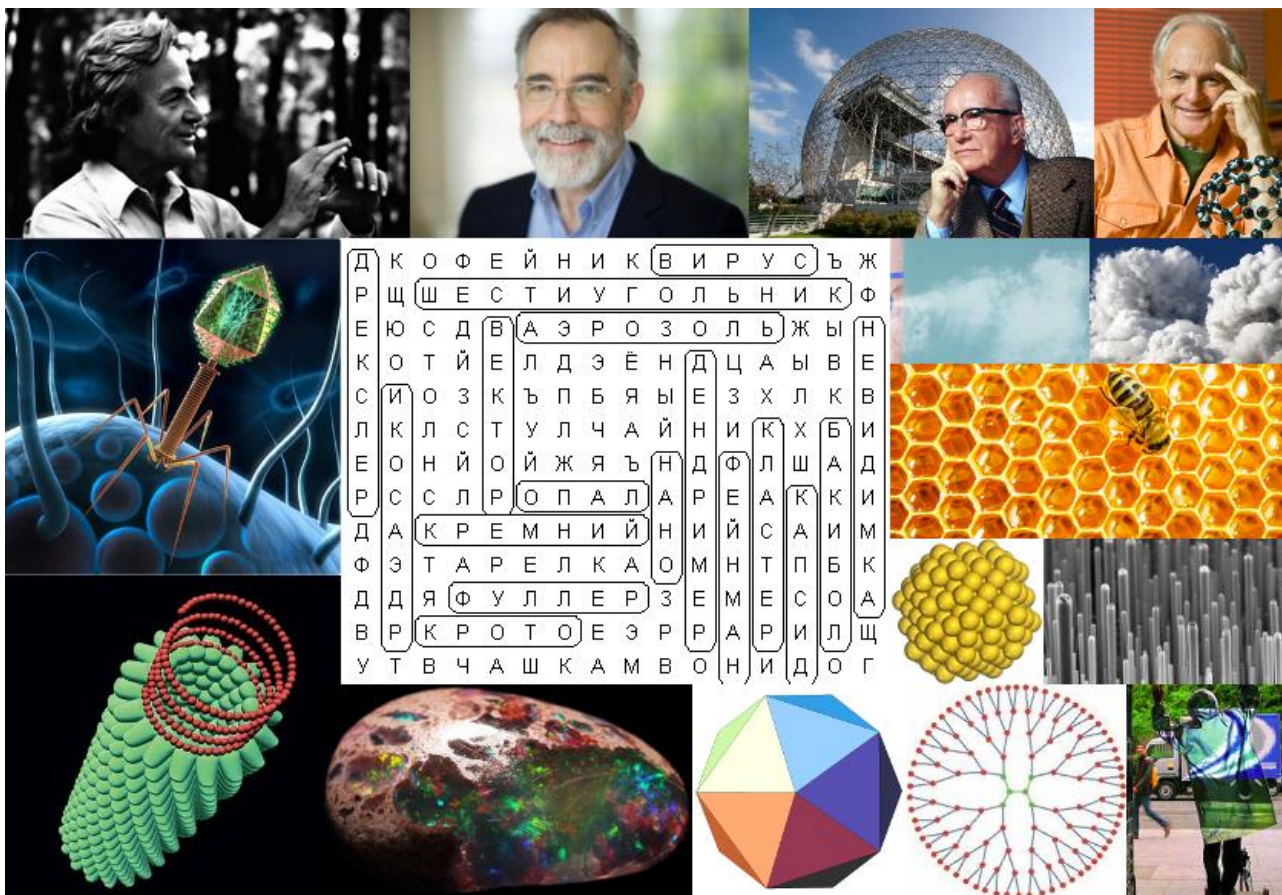 Д К О Ф Е Й Н И К В И Р У С Ъ Ж
Р Щ Ш Е С Т И У Г О Л Ь Н И К Ф
Е Ю С Д В А Э Р О З О Л Ь Ж Ы Н
К О Т Й Е Л Д Э Ё Н Д Ц А Ы В Е
С И О З К Ъ П Б Я Ы Е З Х Л К В
Л К Л С Т У Л Ч А Й Н И К Х Б И
Е О Н Й О Й Ж Я Ъ Н Д Ф Л Ш А Д
Р С С Л Р О П А Л А Р Е А К К И
Д А К Р Е М Н И Й Н И Й С А И М
Ф Э Т А Р Е Л К А О М Н Т П Б К
Д Д Я Ф У Л Л Е Р З Е М Е С О А
В Р К Р О Т О Е Э Р Р А Р И Л Щ
У Т В Ч А Ш К А М В О Н И Д О Г